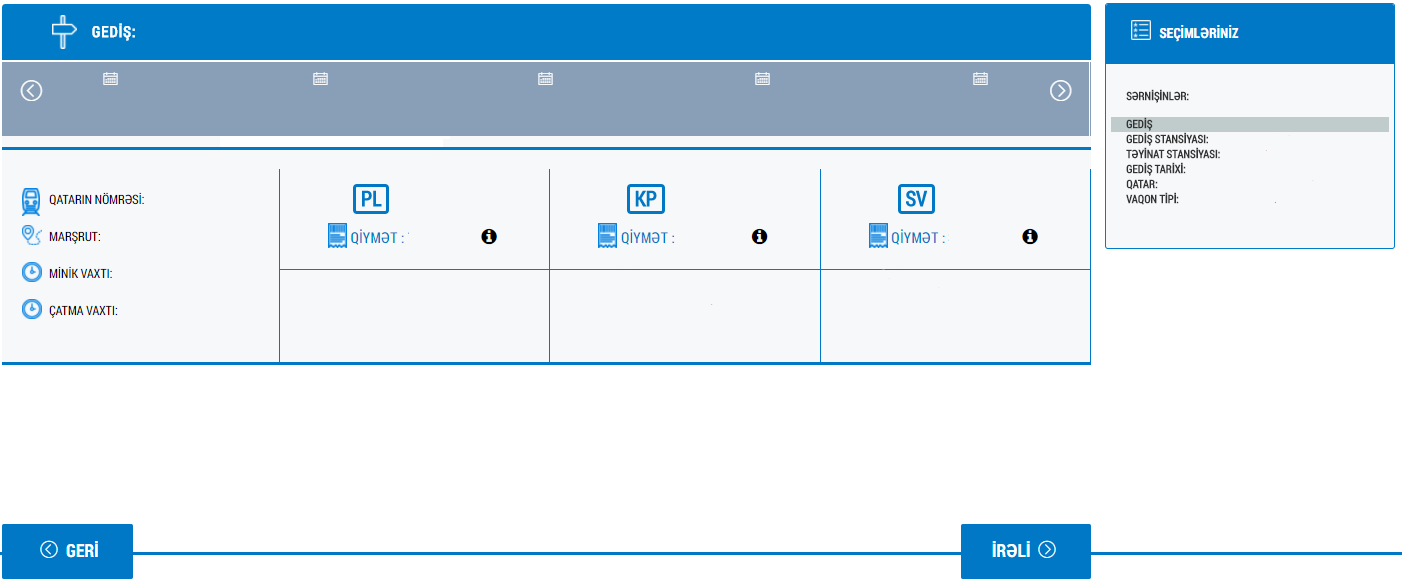 GEDİŞ:
SEÇİMLƏRİNİZ
SƏRNİŞİNLƏR:
GEDİŞ
GEDİŞ STANSİYASI:
TƏYİNAT STANSİYASI:
GEDİŞ TARİXİ:
QATAR:
VAQON TİPİ:
QATARIN NÖMRƏSİ:
MARŞRUT:
MİNİK VAXTI:
ÇATMA VAXTI:
PL
QİYMƏT :
KP
QİYMƏT :
SV
QİYMƏT :
GERİ
İRƏLİ